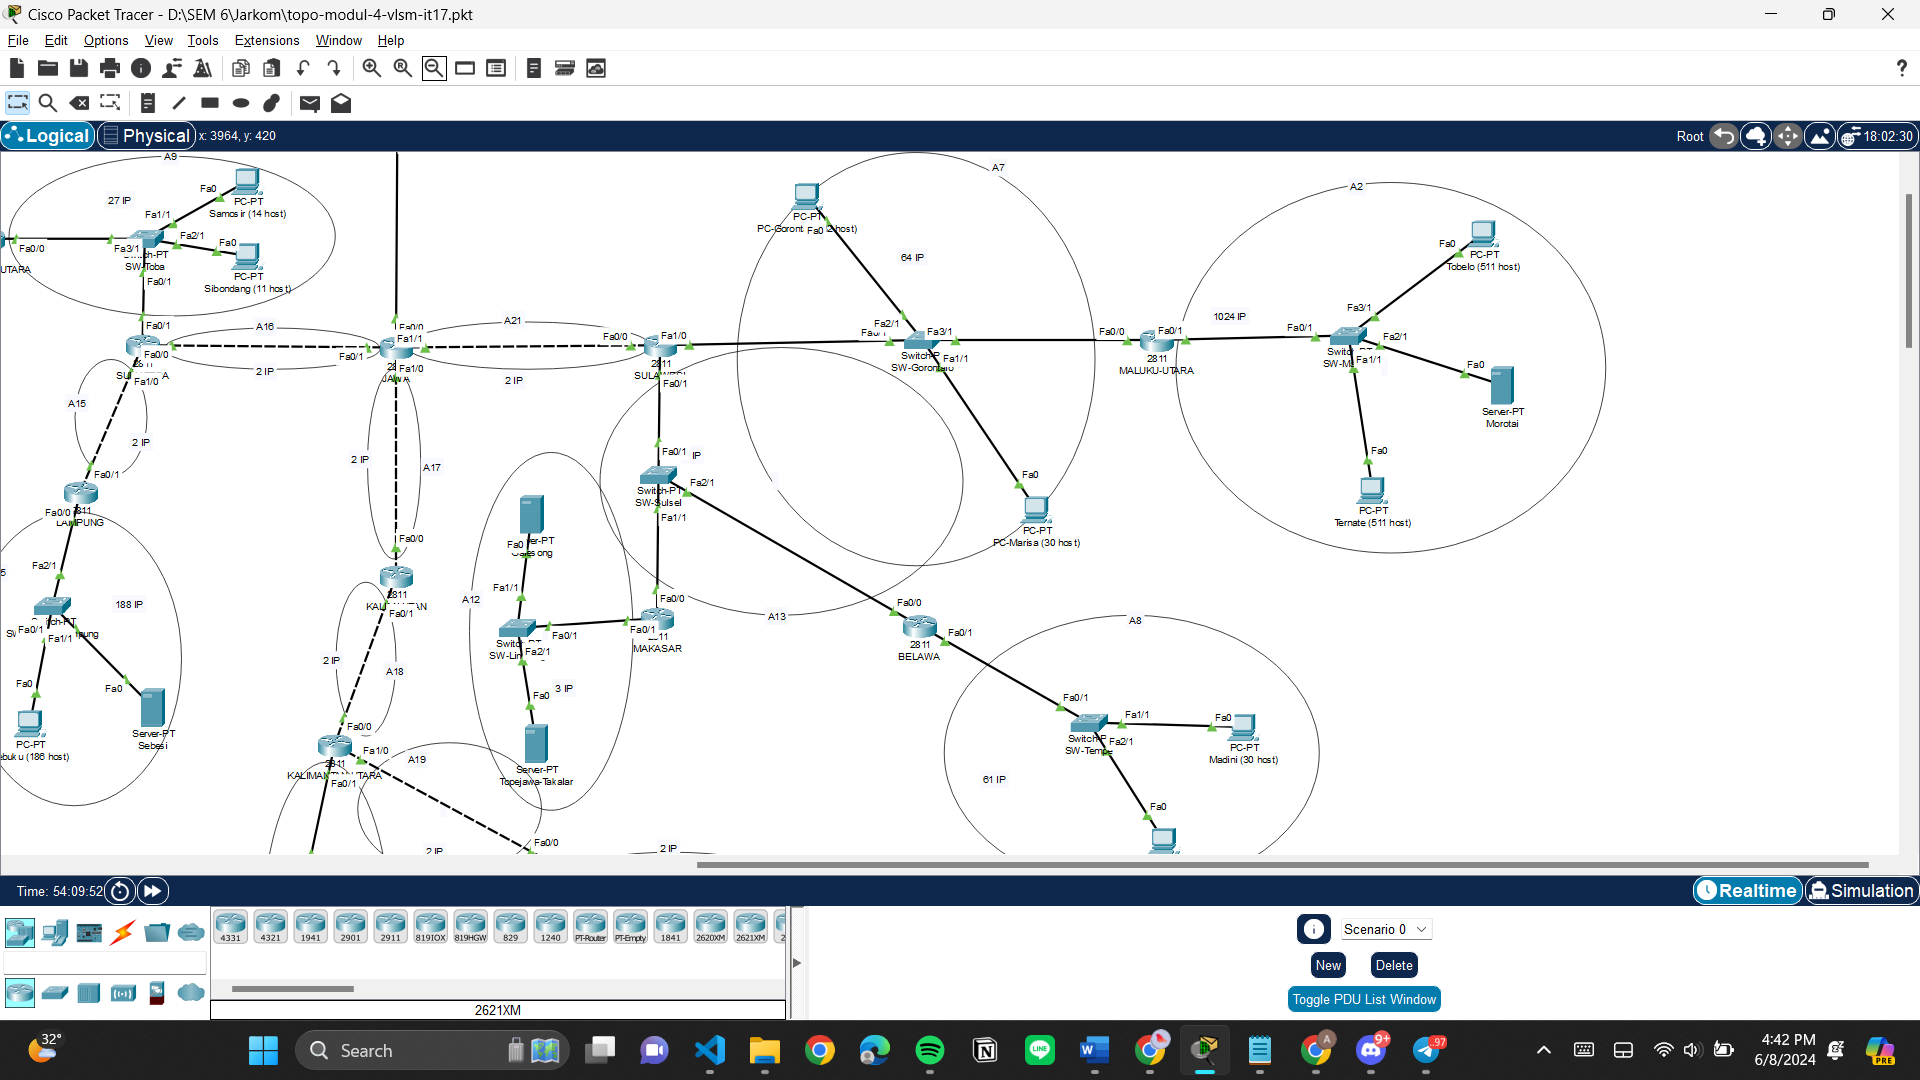 Cisco Packet Tracer - D:\SEM 6\Jarkom\topo-modul-4-vlsm-it17.pkt
File Edit Options View Tools Extensions Window Help
Logical Physical x: 3964, y: 420
Root 18:02:30
A9
27 IP
Fa0
PC-PT
Samosir (14 host)
Fa1/1
Fa2/1
Fa0
Fa0/0
Fa3/1
UTARA
SW-Toba
PC-PT
Sibondang (11 host)
Fa0/1
Fa0/1
Fa0/0
Fa1/0
A16
2 IP
Fa0/1
A15
2 IP
Fa0/1
2811
LAMPUNG
Fa0/0
Fa2/1
188 IP
Fa0/1
Fa1/1
Fa0
Fa0
PC-PT
Server-PT
Sebesi
Fa0/0
Fa1/1
Fa1/0
JAWA
A21
2 IP
Fa0/0
Fa1/0
2811
Fa0/1
2 IP
A17
Fa0/0
2811
Fa0/1
2 IP
A18
Fa0/0
Fa1/0
2811
Fa0/1
A19
2 IP
Fa0/0
2 IP
A12
Fa0
Fa1/1
Fa0/1
Fa2/1
Fa0
3 IP
Server-PT
Topejawa-Takalar
Fa0/1
IP
Fa2/1
Switch-PT
SW-Sulsel
Fa1/1
Fa0/0
Fa0/1
2811
MAKASAR
A13
A7
PC-PT
Fa0
64 IP
Fa2/1
Fa3/1
Fa1/1
SW-Gorontalo
Fa0
PC-PT
PC-Marisa (30 host)
Fa0/0
Fa0/1
2811
MALUKU-UTARA
A2
1024 IP
Fa0/1
Fa3/1
Fa2/1
Fa1/1
Fa0
PC-PT
Tobelo (511 host)
Fa0
Server-PT
Morotai
Fa0
PC-PT
Ternate (511 host)
Fa0/0
Fa0/1
2811
BELAWA
A8
Fa0/1
Fa1/1
Fa2/1
Fa0
PC-PT
Madini (30 host)
61 IP
Fa0
Time: 54:09:52
Realtime Simulation
4331 4321 1941 2901 2911 819IOX 819HGW 829 1240 PT-Router PT-Empty 1841 2620XM 2621XM
2621XM
Scenario 0
New Delete
Toggle PDU List Window
32°
Search
9+
97
4:42 PM
6/8/2024
PRE